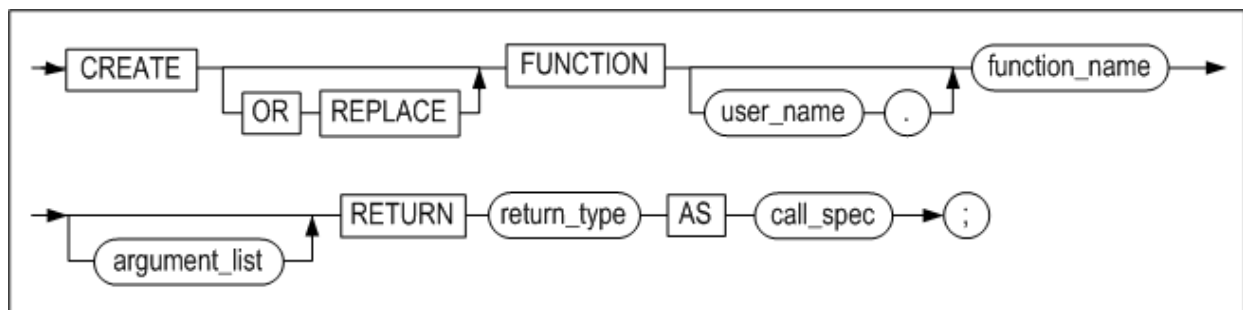 CREATE FUNCTION function_name
OR REPLACE user_name .
RETURN return_type AS call_spec ;
argument_list